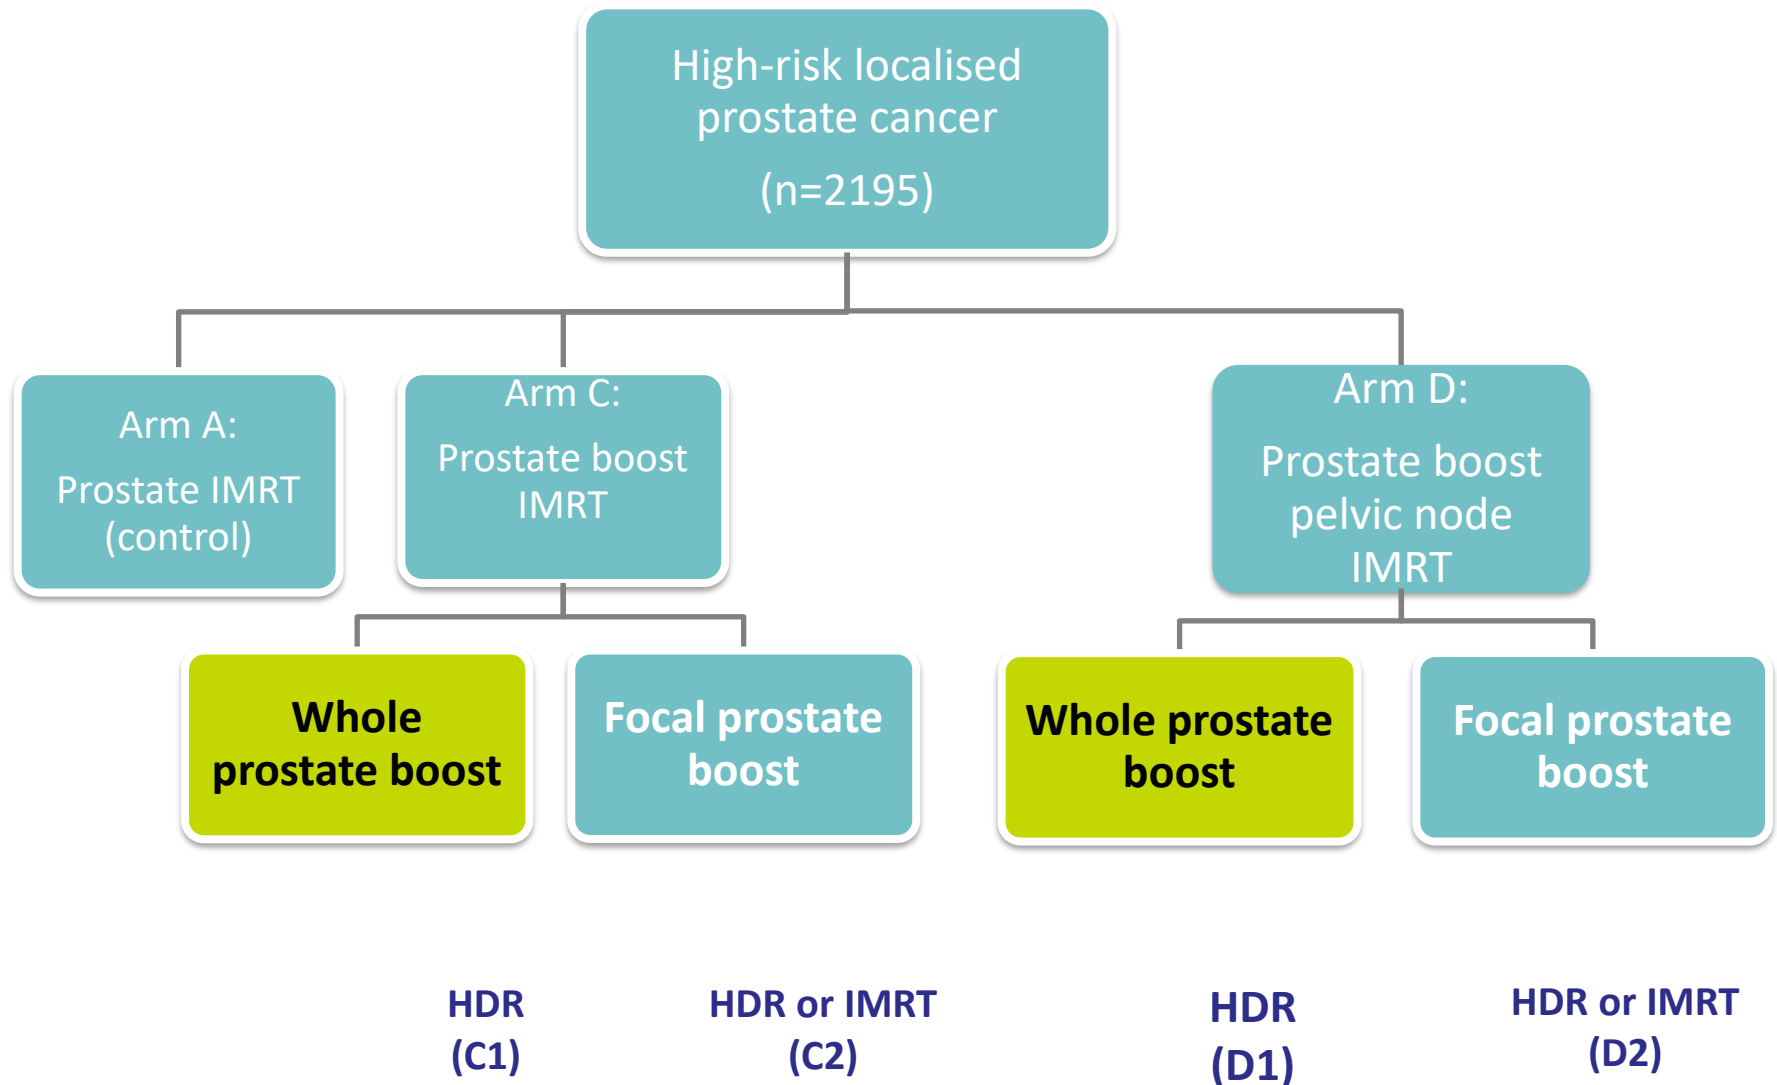 High-risk localised
prostate cancer
(n=2195)
Arm A:
Prostate IMRT
(control)
Arm C:
Prostate boost
IMRT
Arm D:
Prostate boost
pelvic node
IMRT
Whole
prostate boost
Focal prostate
boost
Whole prostate
boost
Focal prostate
boost
HDR
(C1)
HDR or IMRT
(C2)
HDR
(D1)
HDR or IMRT
(D2)